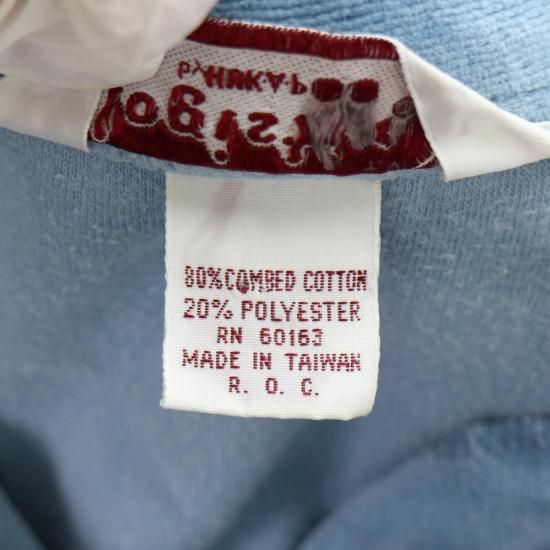 80% COMBED COTTON
20% POLYESTER
RN 60163
MADE IN TAIWAN
R. O. C.